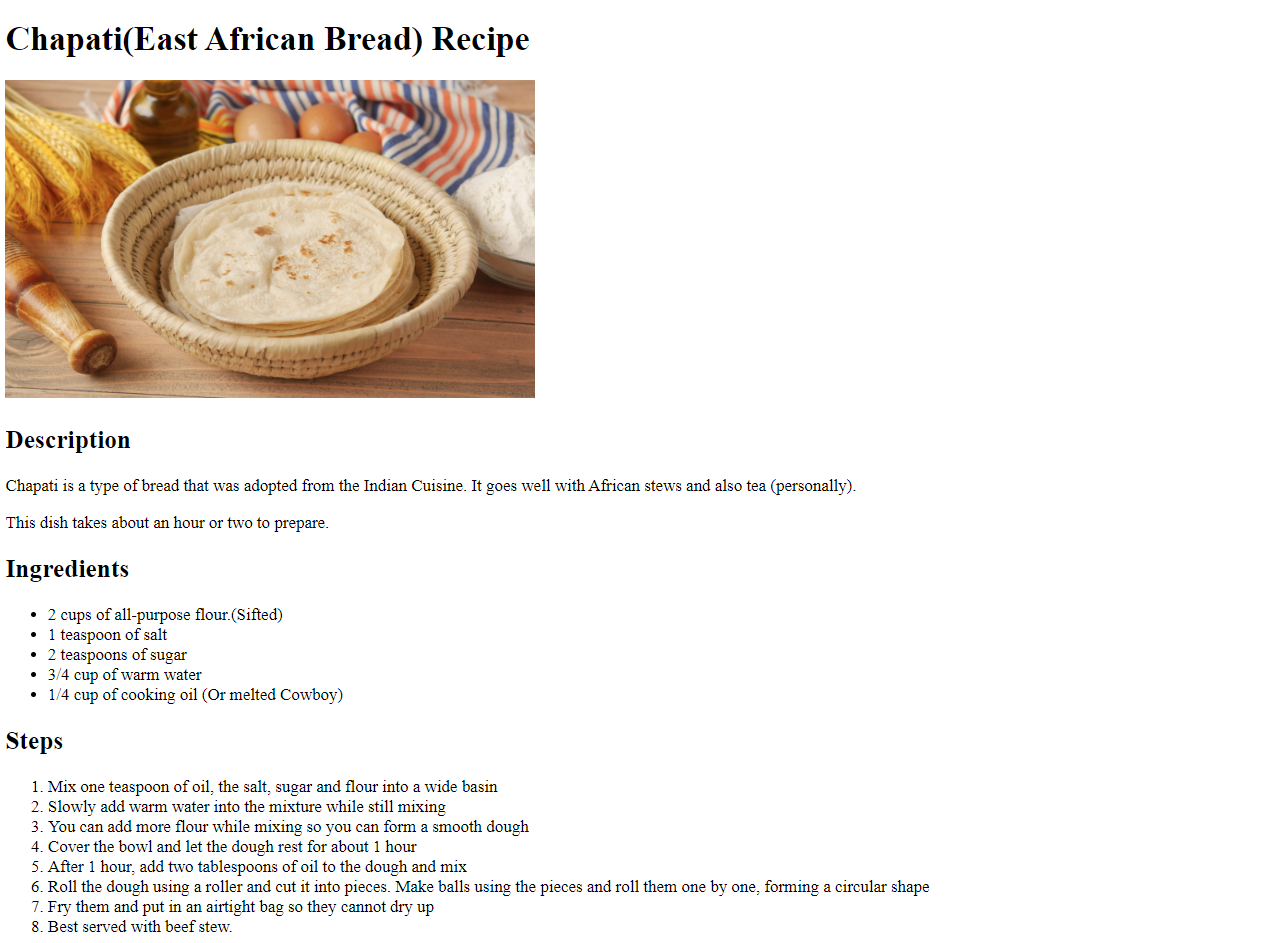 Chapati(East African Bread) Recipe
Description
Chapati is a type of bread that was adopted from the Indian Cuisine. It goes well with African stews and also tea (personally).
This dish takes about an hour or two to prepare.
Ingredients
• 2 cups of all-purpose flour.(Sifted)
• 1 teaspoon of salt
• 2 teaspoons of sugar
• 3/4 cup of warm water
• 1/4 cup of cooking oil (Or melted Cowboy)
Steps
1. Mix one teaspoon of oil, the salt, sugar and flour into a wide basin
2. Slowly add warm water into the mixture while still mixing
3. You can add more flour while mixing so you can form a smooth dough
4. Cover the bowl and let the dough rest for about 1 hour
5. After 1 hour, add two tablespoons of oil to the dough and mix
6. Roll the dough using a roller and cut it into pieces. Make balls using the pieces and roll them one by one, forming a circular shape
7. Fry them and put in an airtight bag so they cannot dry up
8. Best served with beef stew.